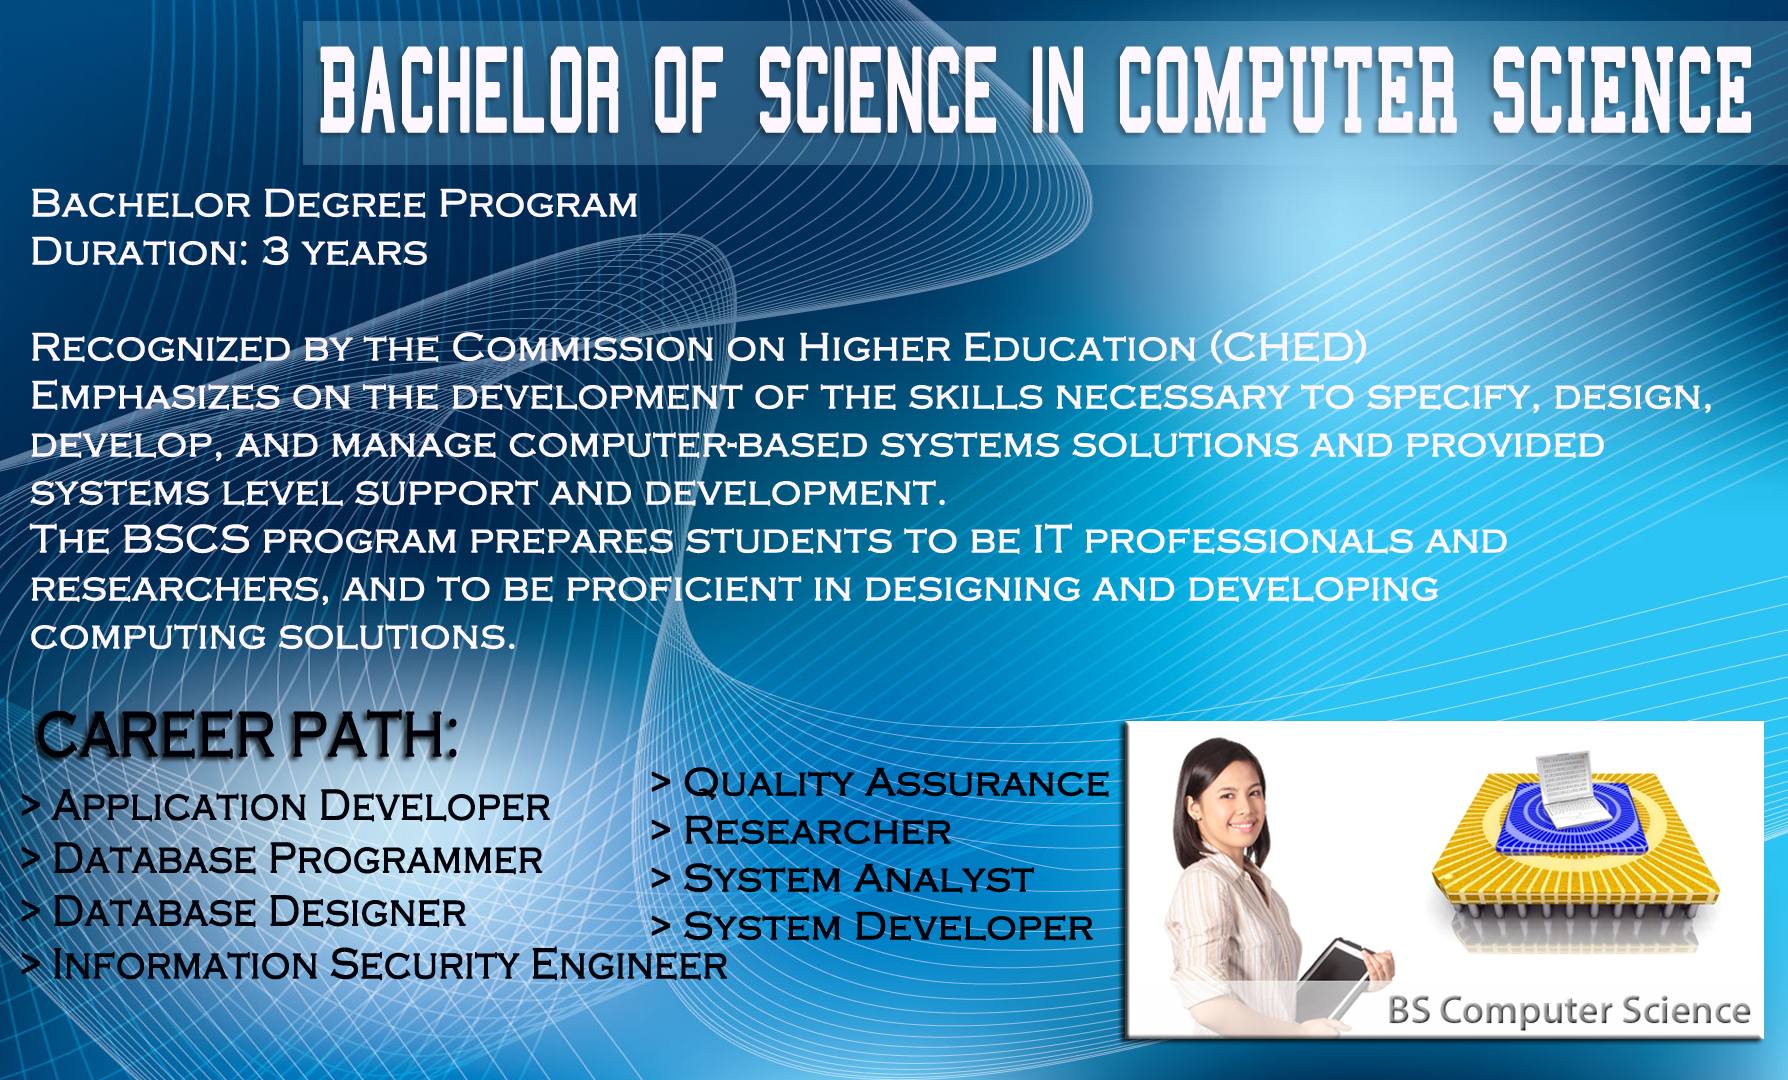 BACHELOR OF SCIENCE IN COMPUTER SCIENCE
BACHELOR DEGREE PROGRAM
DURATION: 3 YEARS
RECOGNIZED BY THE COMMISSION ON HIGHER EDUCATION (CHED)
EMPHASIZES ON THE DEVELOPMENT OF THE SKILLS NECESSARY TO SPECIFY, DESIGN,
DEVELOP, AND MANAGE COMPUTER-BASED SYSTEMS SOLUTIONS AND PROVIDED
SYSTEMS LEVEL SUPPORT AND DEVELOPMENT.
THE BSCS PROGRAM PREPARES STUDENTS TO BE IT PROFESSIONALS AND
RESEARCHERS, AND TO BE PROFICIENT IN DESIGNING AND DEVELOPING
COMPUTING SOLUTIONS.
CAREER PATH:
> APPLICATION DEVELOPER
> DATABASE PROGRAMMER
> DATABASE DESIGNER
> INFORMATION SECURITY ENGINEER
> QUALITY ASSURANCE
> RESEARCHER
> SYSTEM ANALYST
> SYSTEM DEVELOPER
BS Computer Science